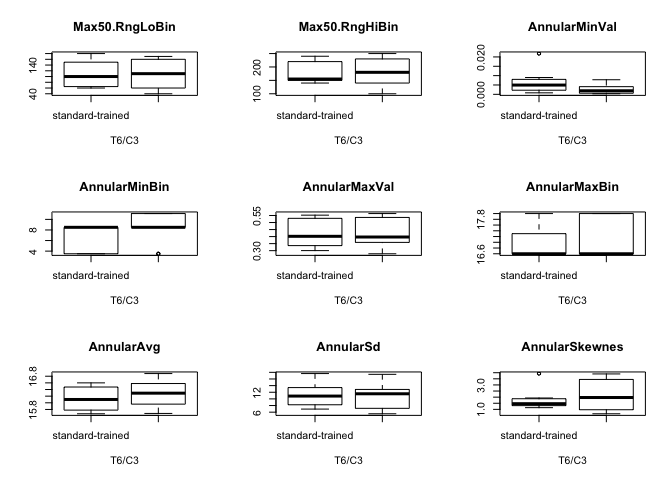 Max50.RngLoBin Max50.RngHiBin AnnularMinVal
40 140 100 200 0.000 0.020
standard-trained standard-trained standard-trained
T6/C3 T6/C3 T6/C3
AnnularMinBin AnnularMaxVal AnnularMaxBin
4 8 0.30 0.55 16.6 17.8
standard-trained standard-trained standard-trained
T6/C3 T6/C3 T6/C3
AnnularAvg AnnularSd AnnularSkewnes
15.8 16.8 6 12 1.0 3.0
standard-trained standard-trained standard-trained
T6/C3 T6/C3 T6/C3